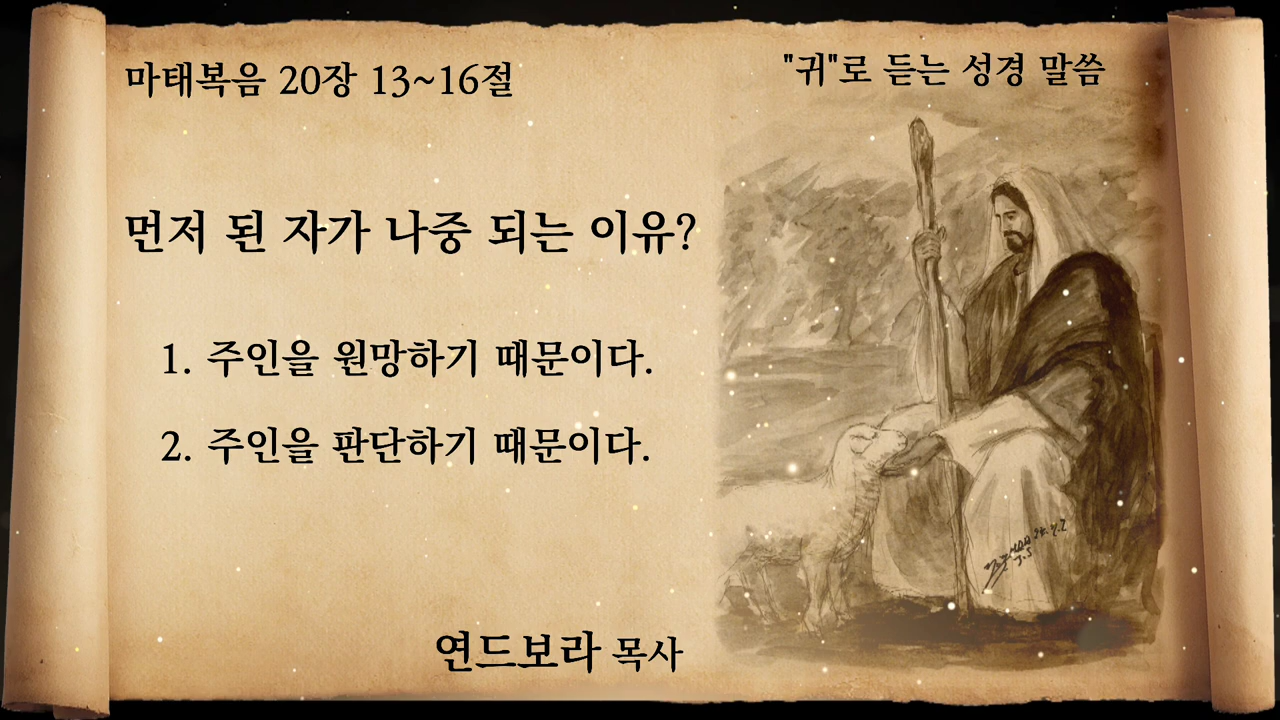 마태복음 20장 13~16절
"귀"로 듣는 성경 말씀
먼저 된 자가 나중 되는 이유?
1. 주인을 원망하기 때문이다.
2. 주인을 판단하기 때문이다.
연드보라 목사